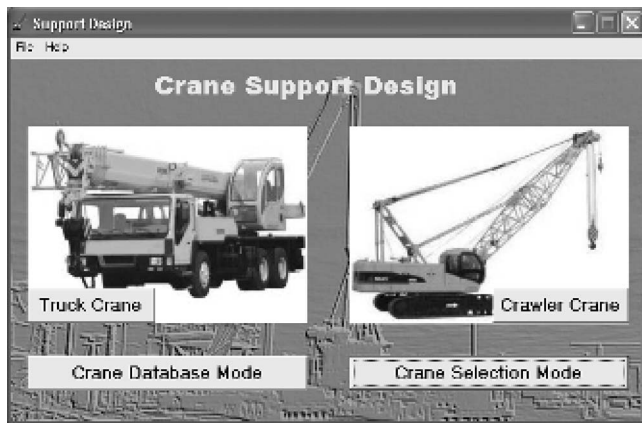 Support Design
File Help
Crane Support Design
Truck Crane
Crawler Crane
Crane Database Mode
Crane Selection Mode